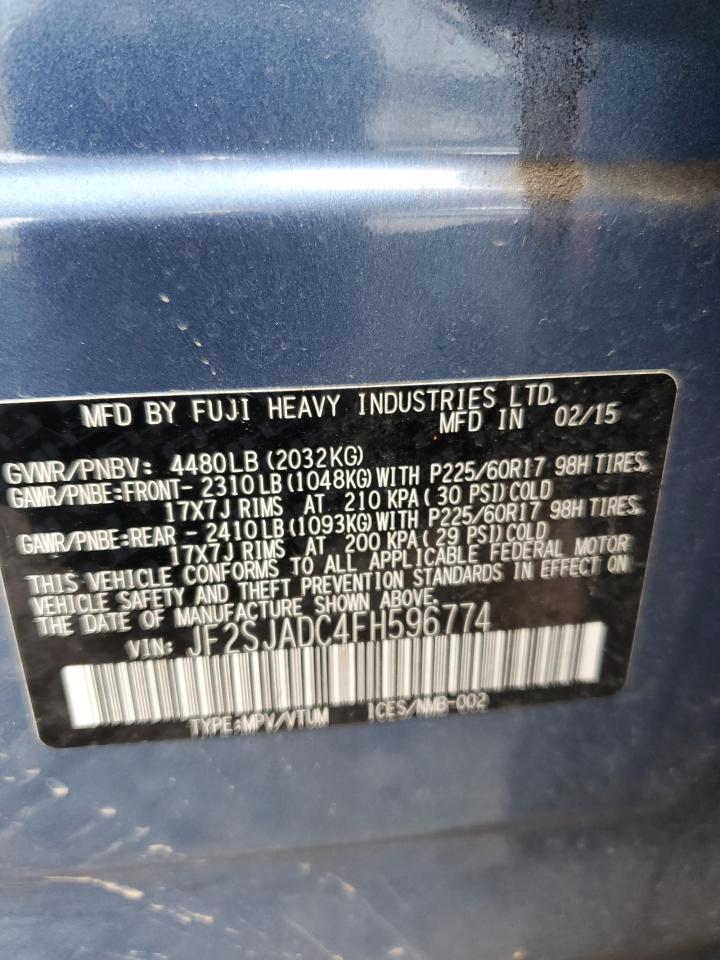 MFD BY FUJI HEAVY INDUSTRIES LTD.
MFD IN 02/15
GVWR/PNBV: 4480LB (2032KG)
GAWR/PNBE:FRONT- 2310LB (1048KG) WITH P225/60R17 98H TIRES
17X7J RIMS AT 210 KPA( 30 PSI) COLD
GAWR/PNBE:REAR - 2410LB (1093KG) WITH P225/60R17 98H TIRES
17X7J RIMS AT 200 KPA( 29 PSI) COLD
THIS VEHICLE CONFORMS TO ALL APPLICABLE FEDERAL MOTOR
VEHICLE SAFETY AND THEFT PREVENTION STANDARDS IN EFFECT ON
THE DATE OF MANUFACTURE SHOWN ABOVE.
VIN: JF2SJADC4FH596774
TYPE:MPV/VTUM ICES/NMB-002